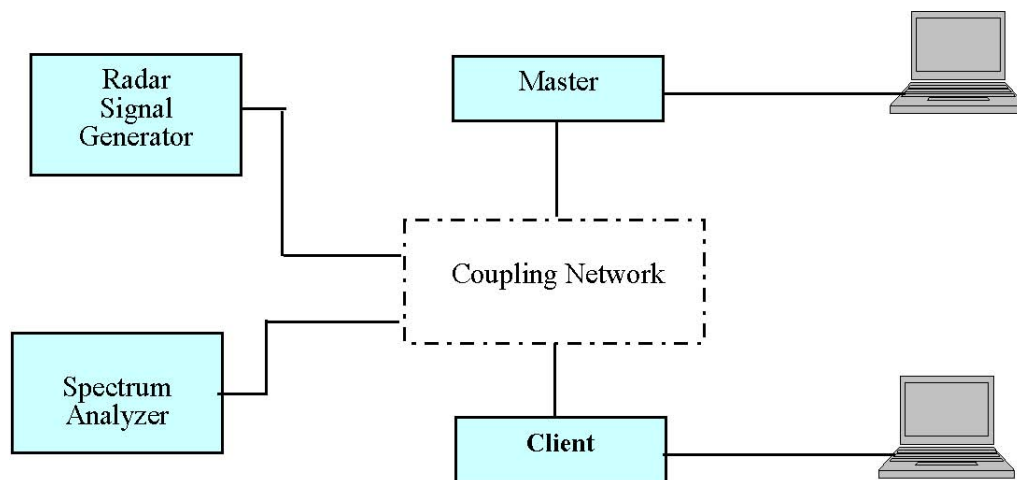 Radar
Signal
Generator
Master
Coupling Network
Spectrum
Analyzer
Client